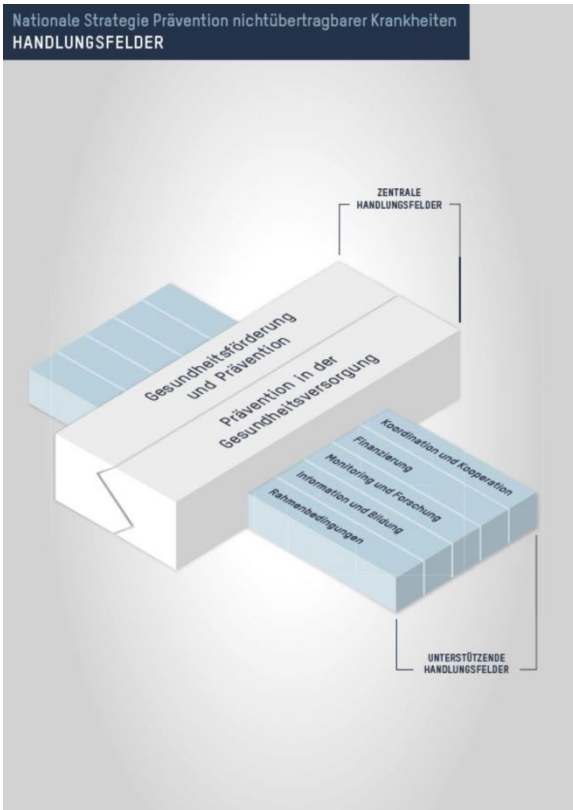 Nationale Strategie Prävention nichtübertragbarer Krankheiten
HANDLUNGSFELDER
ZENTRALE
HANDLUNGSFELDER
Gesundheitsförderung
und Prävention
Prävention in der
Gesundheitsversorgung
Koordination und Kooperation
Finanzierung
Monitoring und Forschung
Information und Bildung
Rahmenbedingungen
UNTERSTÜTZENDE
HANDLUNGSFELDER